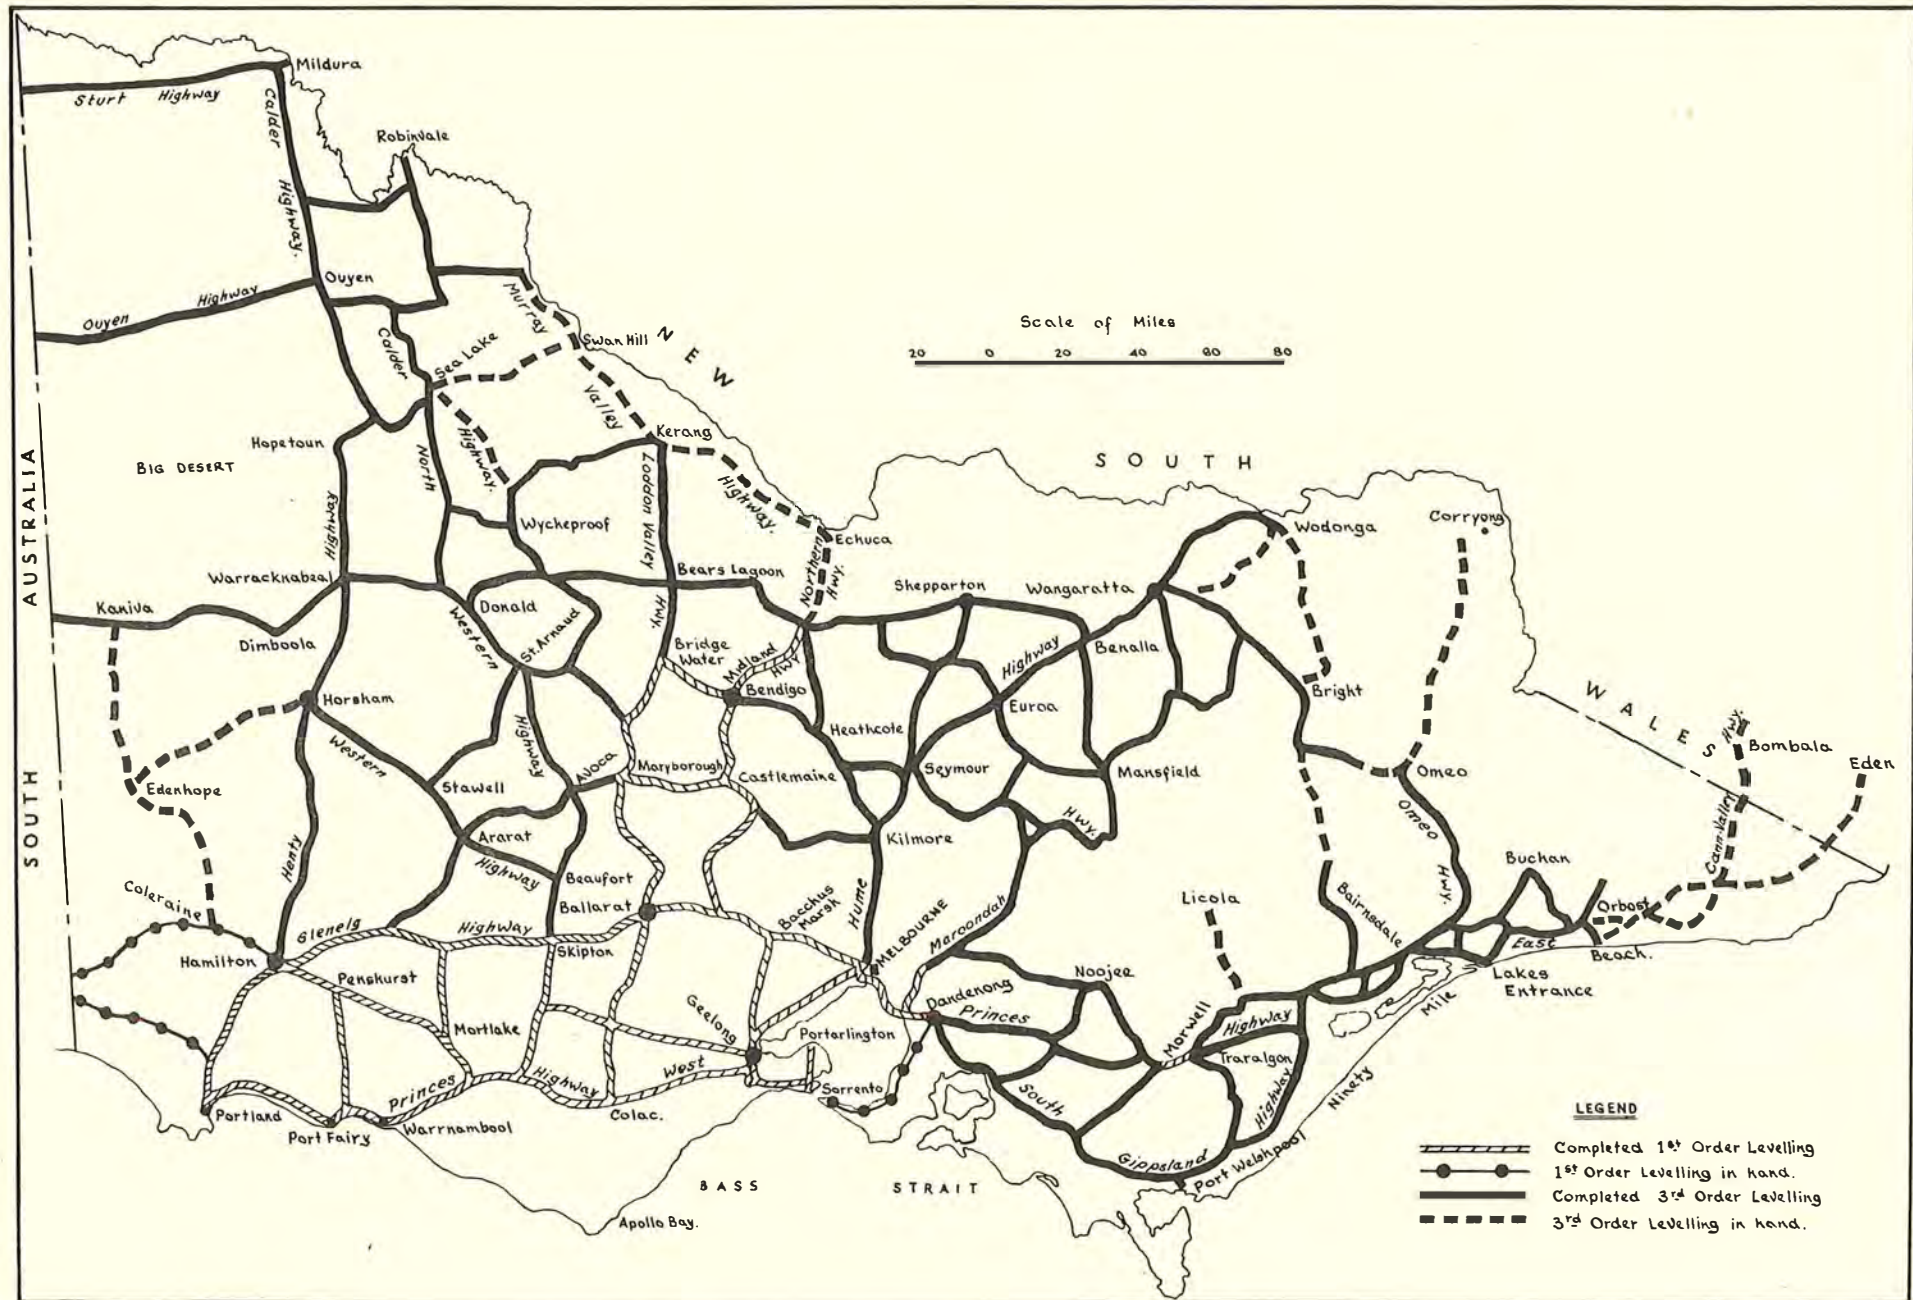 Mildura
Sturt Highway
Calder Highway.
Robinvale
Ouyen
Ouyen Highway
Murray Valley Highway.
Swan Hill
Calder Highway.
Sea Lake
NEW SOUTH WALES
Scale of Miles
20 0 20 40 60 80
Hopetoun
BIG DESERT
SOUTH AUSTRALIA
Kerang
North Western Highway
Henty Highway
Loddon Valley Hwy.
Wycheproof
Echuca
Northern Hwy.
Wodonga
Corryong
Warracknabeal
Bears Lagoon
Shepparton
Wangaratta
Kaniva
Donald
St. Arnaud
Dimboola
Bridge Water
Midland Hwy
Highway
Benalla
Horsham
Bendigo
Bright
Heathcote
Euroa
Western
Stawell
Avoca
Maryborough
Castlemaine
Seymour
Mansfield
Omeo
Bombala
Hwy.
Eden
Edenhope
Ararat
Highway
Kilmore
Hwy.
Omeo Hwy.
Cann Valley
Beaufort
Buchan
Coleraine
Ballarat
Bacchus Marsh
Hume
MELBOURNE
Maroondah
Licola
Bairnsdale
Orbost
Glenelg Highway
Hamilton
Skipton
East
Beach.
Penshurst
Noojee
Lakes Entrance
Geelong
Dandenong
Princes
Mile
Mortlake
Portarlington
Morwell
Highway
Traralgon
Princes Highway West
Sorrento
South
Highway
Ninety
Portland
Colac.
Port Fairy
Warrnambool
Gippsland
Port Welshpool
BASS STRAIT
Apollo Bay.
LEGEND
Completed 1st Order Levelling
1st Order Levelling in hand.
Completed 3rd Order Levelling
3rd Order Levelling in hand.